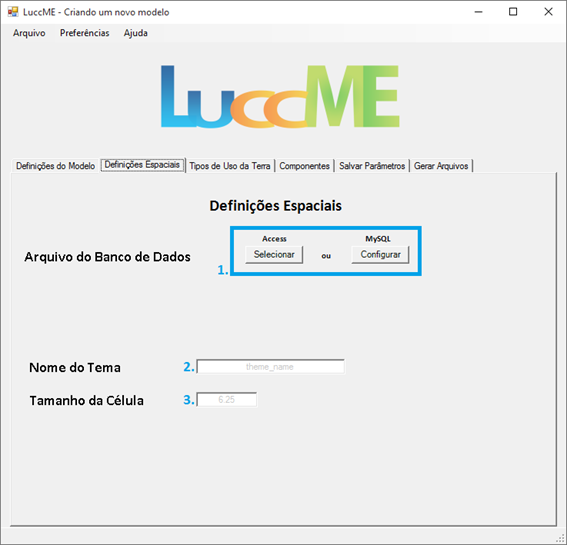 LuccME - Criando um novo modelo
Arquivo Preferências Ajuda
LuccME
Definições do Modelo Definições Espaciais Tipos de Uso da Terra Componentes Salvar Parâmetros Gerar Arquivos
Definições Espaciais
Access MySQL
Arquivo do Banco de Dados 1. Selecionar ou Configurar
Nome do Tema 2. theme_name
Tamanho da Célula 3. 6.25